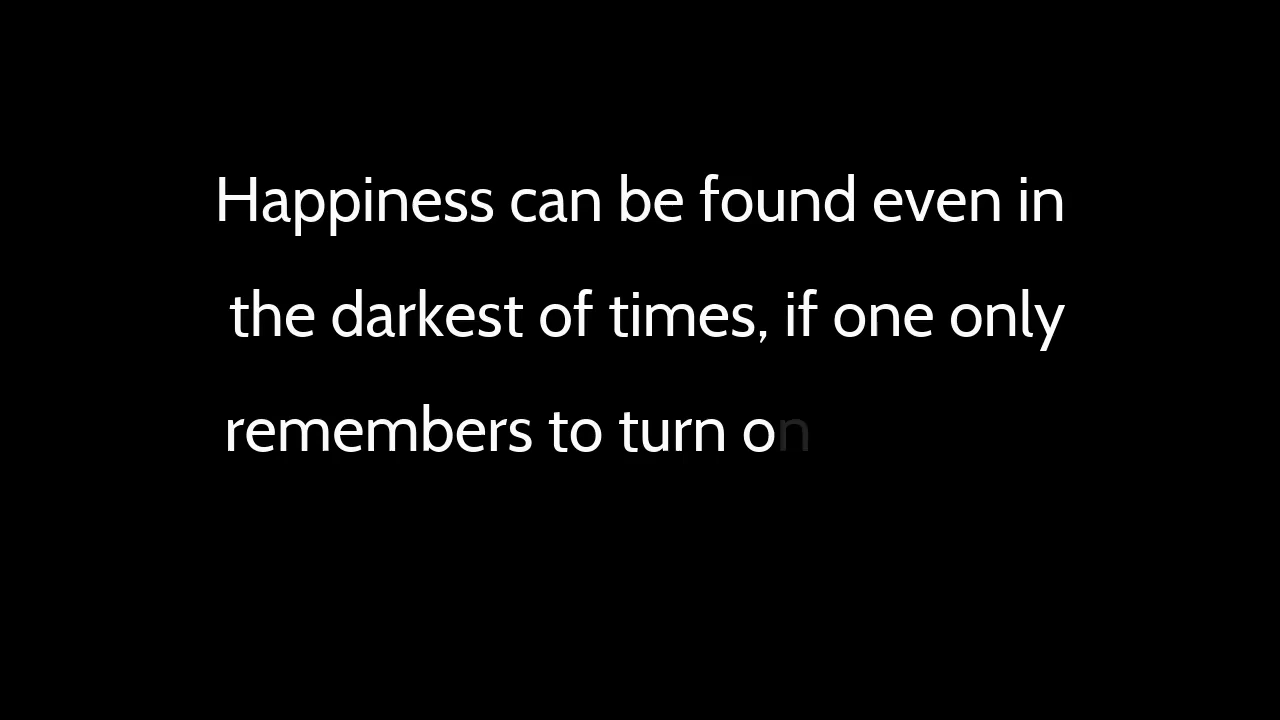 Happiness can be found even in
the darkest of times, if one only
remembers to turn on